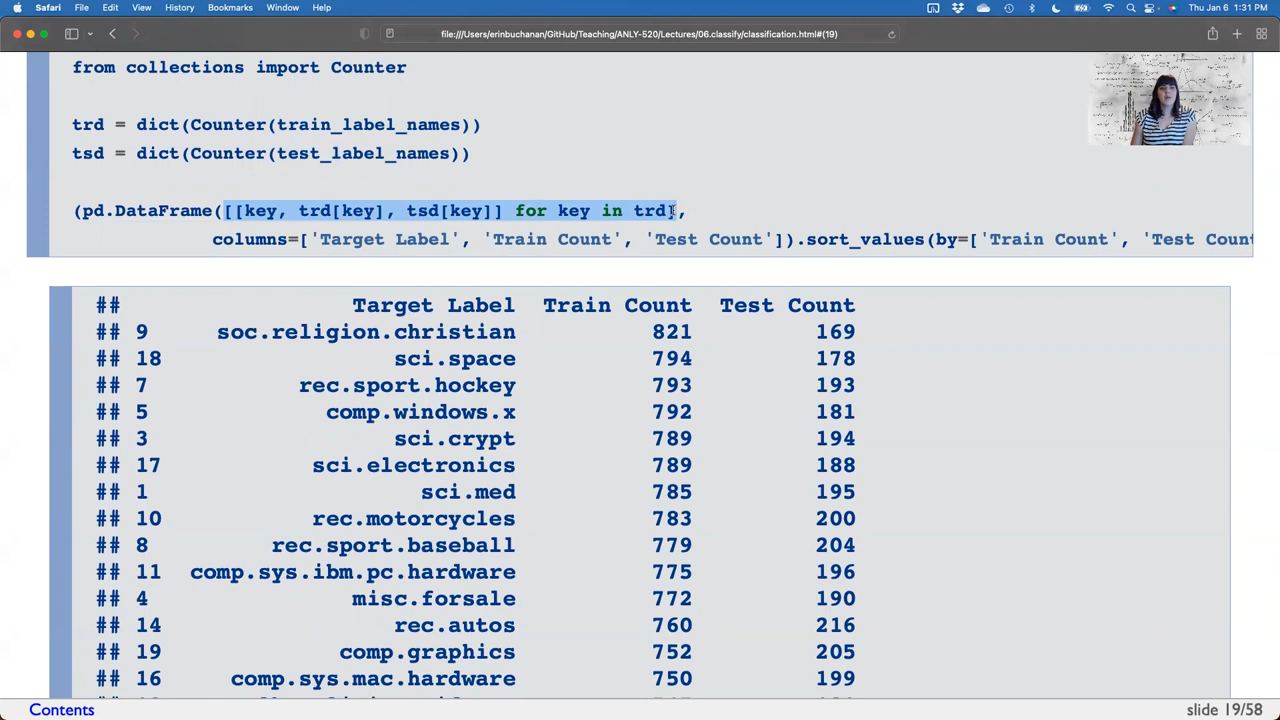 Safari File Edit View History Bookmarks Window Help Thu Jan 6 1:31 PM
file:///Users/erinbuchanan/GitHub/Teaching/ANLY-520/Lectures/06.classify/classification.html#(19)
from collections import Counter
trd = dict(Counter(train_label_names))
tsd = dict(Counter(test_label_names))
(pd.DataFrame([[key, trd[key], tsd[key]] for key in trd],
columns=['Target Label', 'Train Count', 'Test Count']).sort_values(by=['Train Count', 'Test Count
## Target Label Train Count Test Count
## 9 soc.religion.christian 821 169
## 18 sci.space 794 178
## 7 rec.sport.hockey 793 193
## 5 comp.windows.x 792 181
## 3 sci.crypt 789 194
## 17 sci.electronics 789 188
## 1 sci.med 785 195
## 10 rec.motorcycles 783 200
## 8 rec.sport.baseball 779 204
## 11 comp.sys.ibm.pc.hardware 775 196
## 4 misc.forsale 772 190
## 14 rec.autos 760 216
## 19 comp.graphics 752 205
## 16 comp.sys.mac.hardware 750 199
Contents slide 19/58